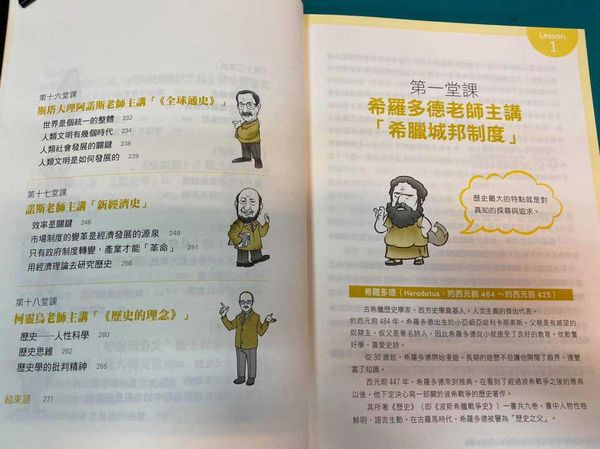 第十六堂課
斯塔夫理阿諾斯老師主講「《全球通史》」
世界是個統一的整體 232
人類文明有幾個時代 234
人類社會發展的關鍵 238
人類文明是如何發展的 239
第十七堂課
諾斯老師主講「新經濟史」
效率是關鍵 246
市場制度的變革是經濟發展的源泉 249
只有政府制度轉變，產業才能「革命」 251
用經濟理論去研究歷史 256
第十八堂課
柯靈烏老師主講「《歷史的理念》」
歷史——人性科學 260
歷史思維 262
歷史學的批判精神 265
結束語 271
Lesson
1
第一堂課
希羅多德老師主講
「希臘城邦制度」
歷史最大的特點就是對
真知的探尋與追求。
希羅多德（Herodotus，約西元前 484～約西元前 425）
古希臘歷史學家，西方史學奠基人，人文主義的傑出代表。
約西元前 484 年，希羅多德出生於小亞細亞哈利卡那索斯。父親是有威望的
奴隸主，叔父是著名詩人，因此希羅多德從小就接受了良好的教育。他勤奮
好學，喜愛史詩。
從 30 歲起，希羅多德開始漫遊。長期的遊歷不但讓他開闊了眼界，還豐
富了知識。
西元前 447 年，希羅多德來到雅典，在看到了經過波希戰爭之後的雅典
以後，他下定決心寫一部關於波希戰爭的歷史著作。
其所著《歷史》（即《波斯希臘戰爭史》）一書共九卷，書中人物性格
鮮明，語言生動，在古羅馬時代，希羅多德被譽為「歷史之父」。